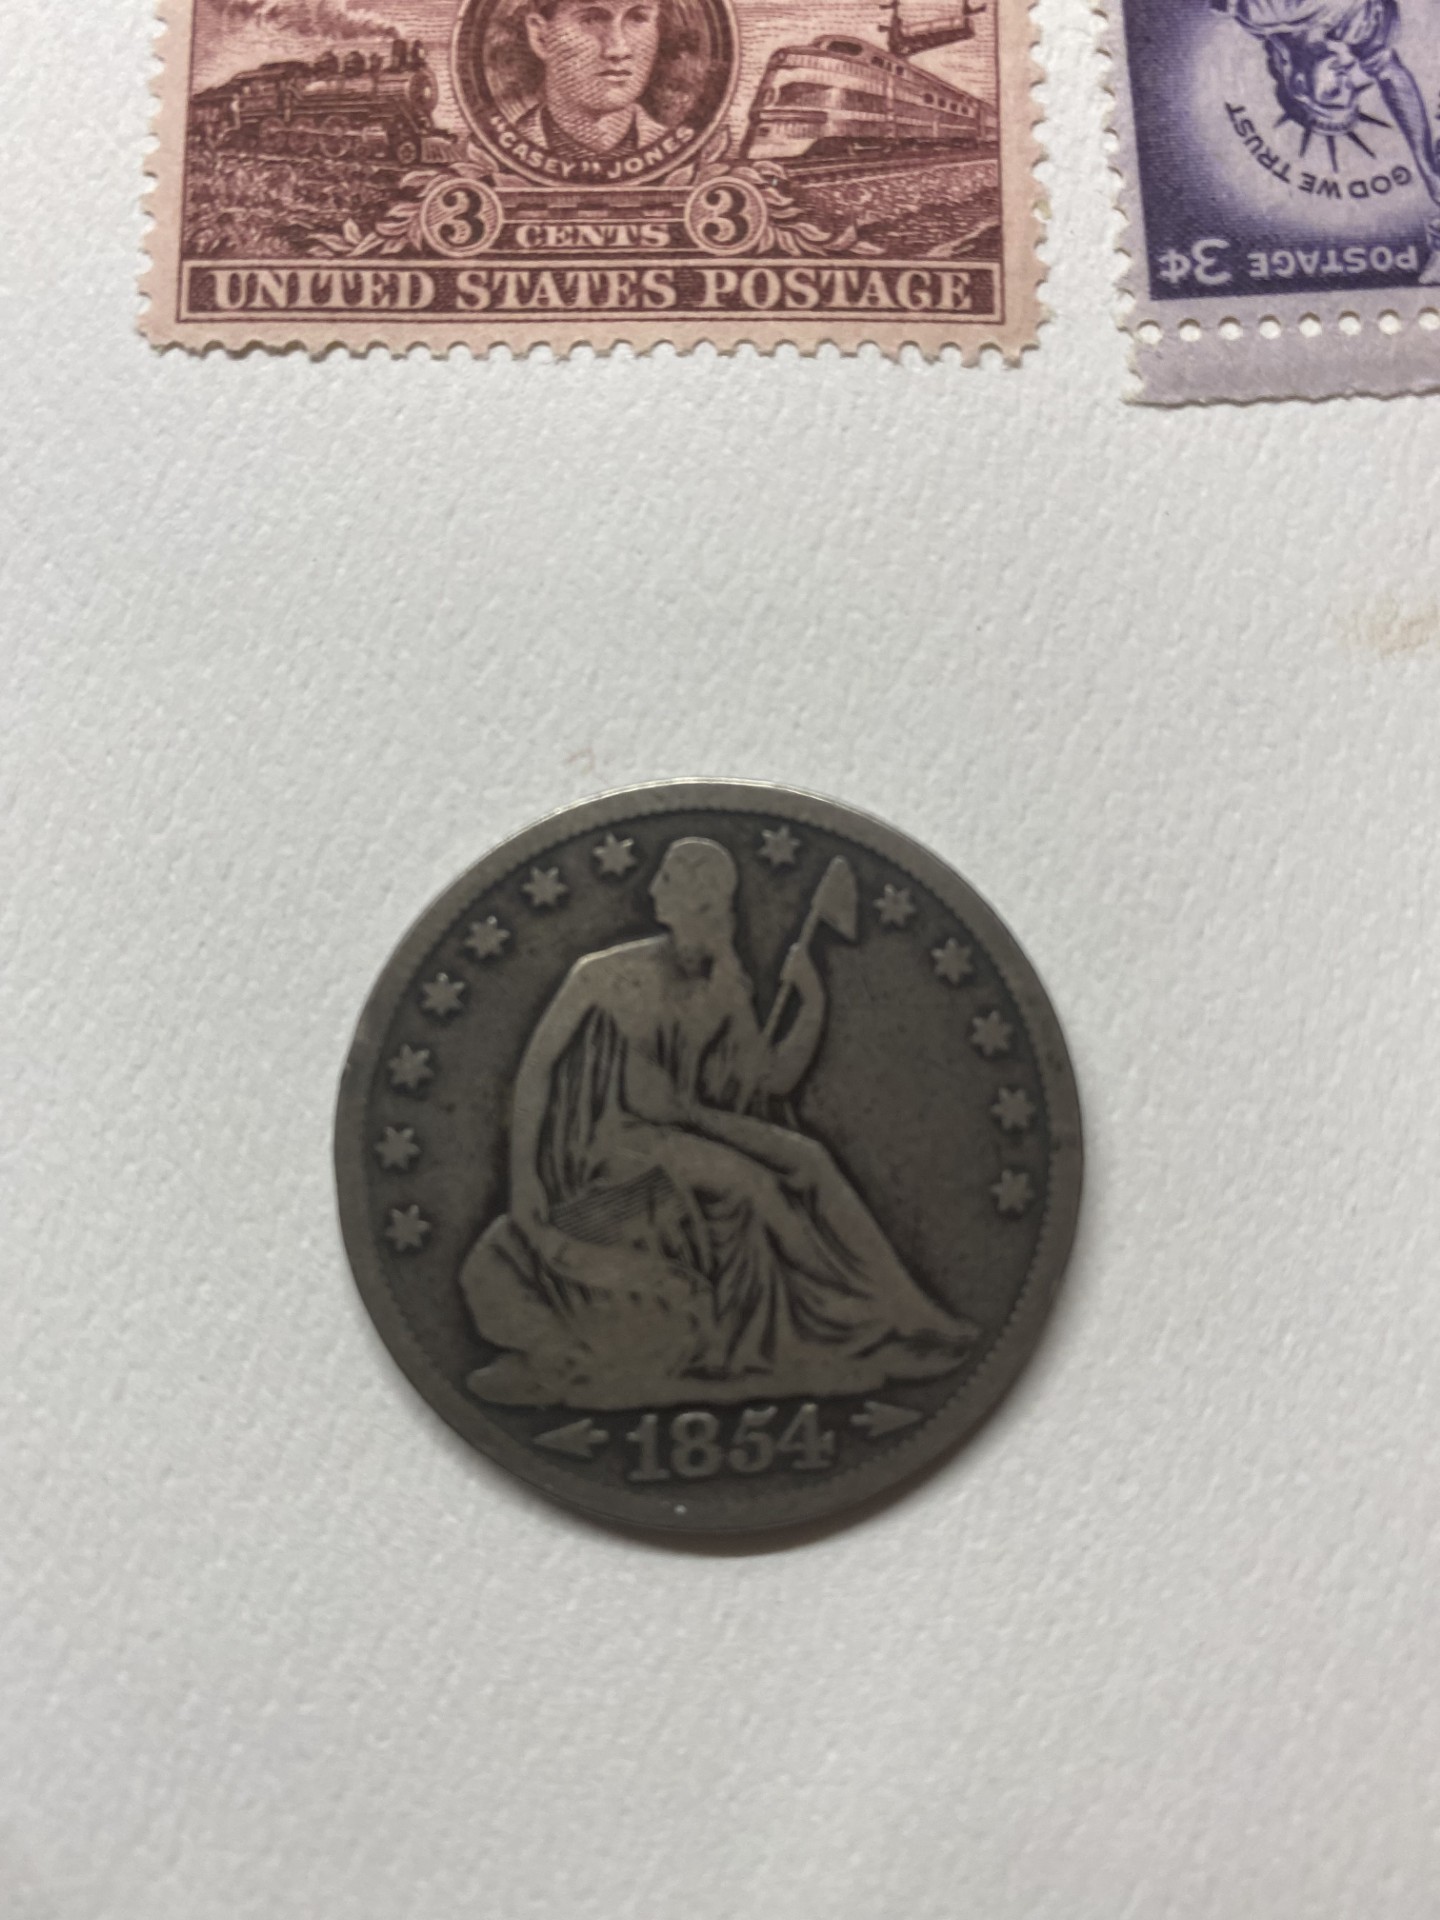 "CASEY" JONES
3 CENTS 3
UNITED STATES POSTAGE
GOD WE TRUST
POSTAGE 3¢
1854